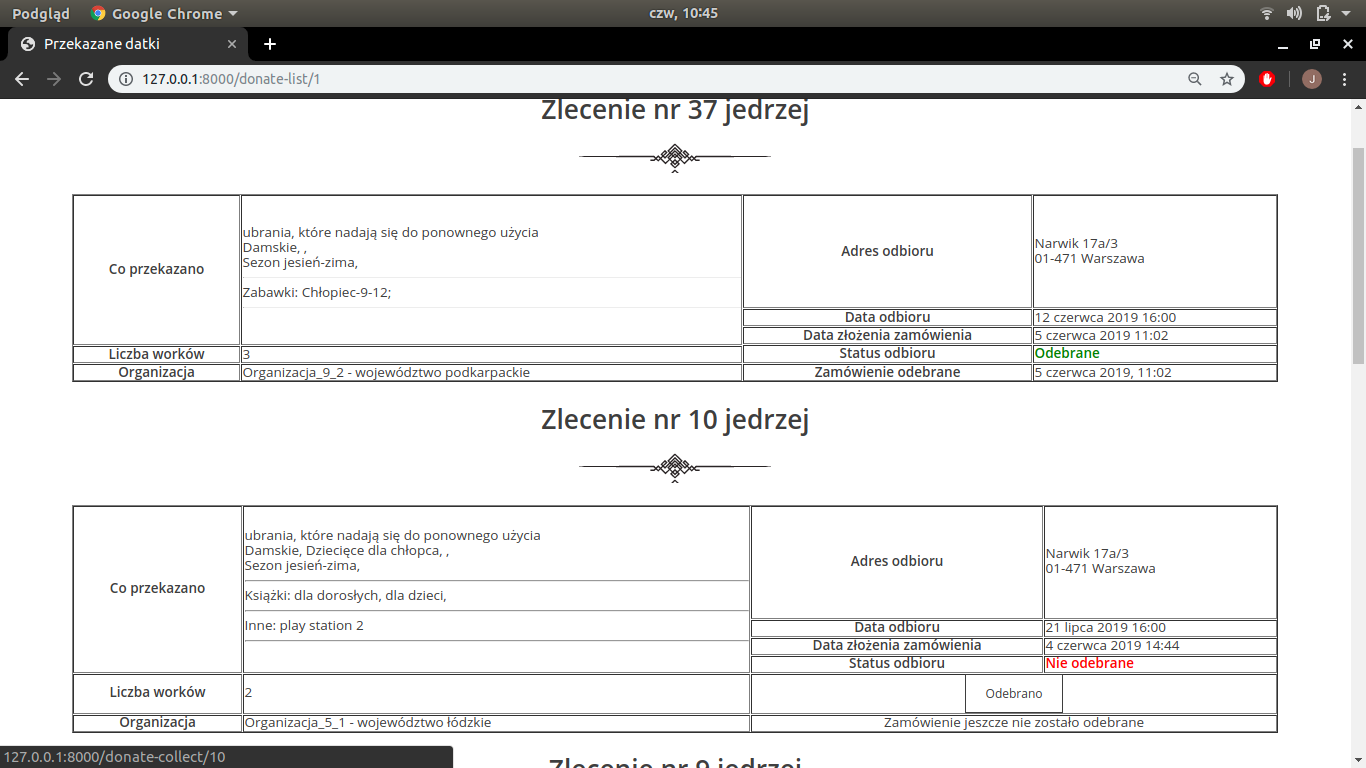 Podgląd
Google Chrome
czw, 10:45
Przekazane datki
127.0.0.1:8000/donate-list/1
J
Zlecenie nr 37 jedrzej
Co przekazano
ubrania, które nadają się do ponownego użycia
Damskie, ,
Sezon jesień-zima,
Zabawki: Chłopiec-9-12;
Adres odbioru
Narwik 17a/3
01-471 Warszawa
Data odbioru
12 czerwca 2019 16:00
Data złożenia zamówienia
5 czerwca 2019 11:02
Liczba worków
3
Status odbioru
Odebrane
Organizacja
Organizacja_9_2 - województwo podkarpackie
Zamówienie odebrane
5 czerwca 2019, 11:02
Zlecenie nr 10 jedrzej
Co przekazano
ubrania, które nadają się do ponownego użycia
Damskie, Dziecięce dla chłopca, ,
Sezon jesień-zima,
Książki: dla dorosłych, dla dzieci,
Inne: play station 2
Adres odbioru
Narwik 17a/3
01-471 Warszawa
Data odbioru
21 lipca 2019 16:00
Data złożenia zamówienia
4 czerwca 2019 14:44
Status odbioru
Nie odebrane
Liczba worków
2
Odebrano
Organizacja
Organizacja_5_1 - województwo łódzkie
Zamówienie jeszcze nie zostało odebrane
127.0.0.1:8000/donate-collect/10
Zlecenie nr 9 jedrzej